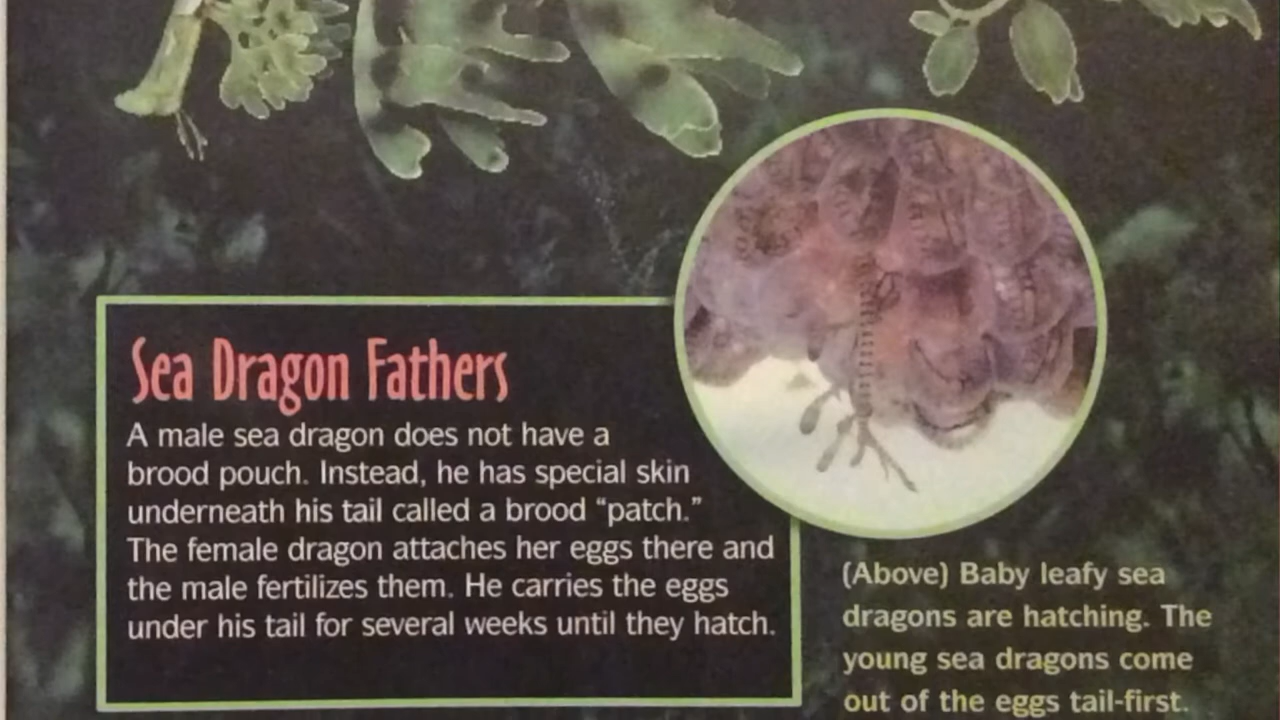 Sea Dragon Fathers
A male sea dragon does not have a
brood pouch. Instead, he has special skin
underneath his tail called a brood “patch.”
The female dragon attaches her eggs there and
the male fertilizes them. He carries the eggs
under his tail for several weeks until they hatch.
(Above) Baby leafy sea
dragons are hatching. The
young sea dragons come
out of the eggs tail-first.